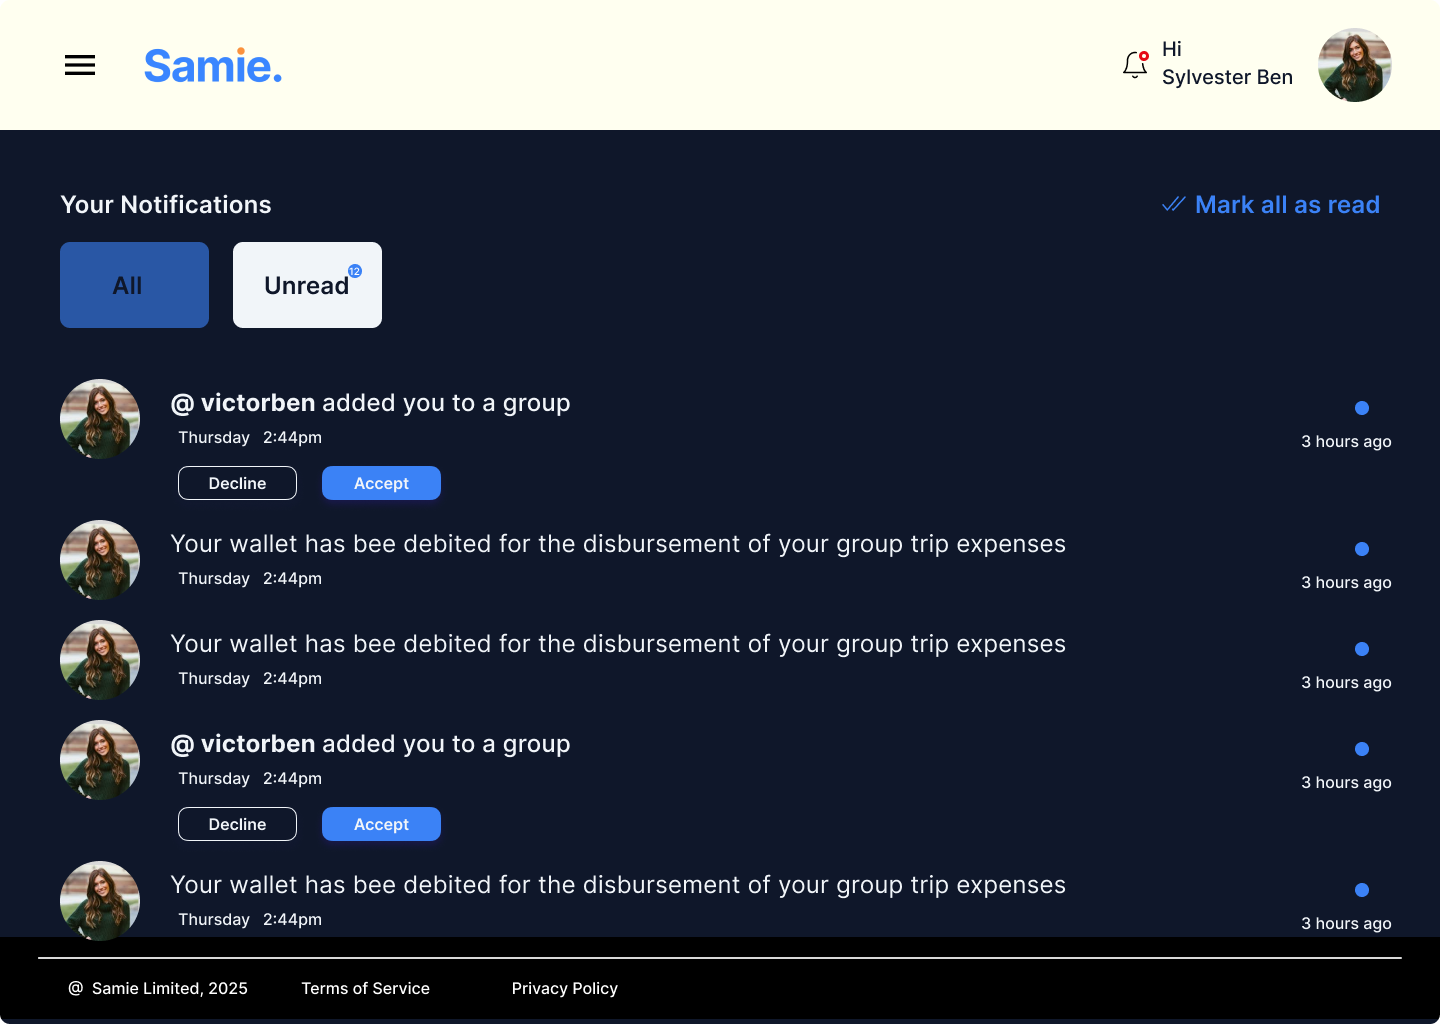 Samie.
Hi
Sylvester Ben
Your Notifications
Mark all as read
All
Unread 12
@ victorben added you to a group
Thursday 2:44pm
3 hours ago
Decline
Accept
Your wallet has bee debited for the disbursement of your group trip expenses
Thursday 2:44pm
3 hours ago
Your wallet has bee debited for the disbursement of your group trip expenses
Thursday 2:44pm
3 hours ago
@ victorben added you to a group
Thursday 2:44pm
3 hours ago
Decline
Accept
Your wallet has bee debited for the disbursement of your group trip expenses
Thursday 2:44pm
3 hours ago
@ Samie Limited, 2025
Terms of Service
Privacy Policy